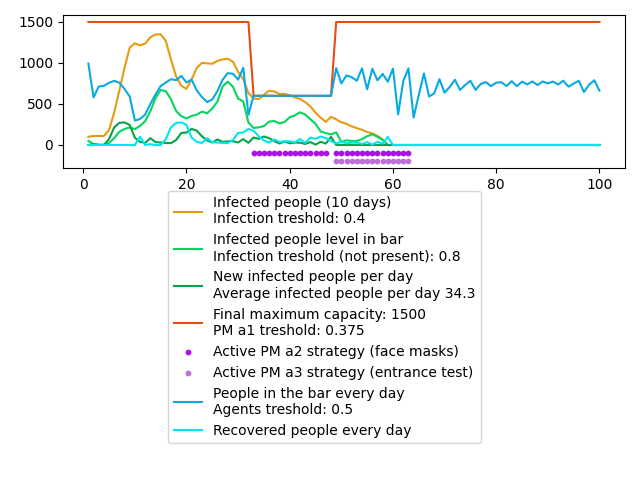 1500
1000
500
0
0
20
40
60
80
100
Infected people (10 days)
Infection treshold: 0.4
Infected people level in bar
Infection treshold (not present): 0.8
New infected people per day
Average infected people per day 34.3
Final maximum capacity: 1500
PM a1 treshold: 0.375
Active PM a2 strategy (face masks)
Active PM a3 strategy (entrance test)
People in the bar every day
Agents treshold: 0.5
Recovered people every day